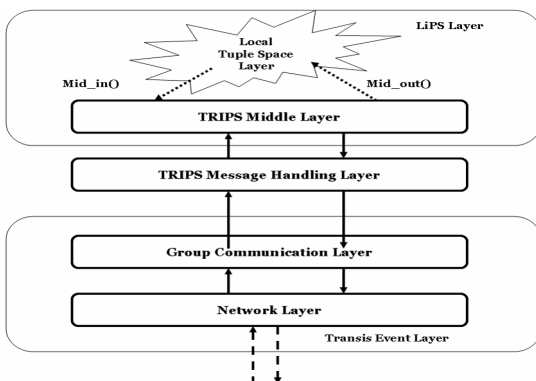 LiPS Layer
Local
Tuple Space
Layer
Mid_in()
Mid_out()
TRIPS Middle Layer
TRIPS Message Handling Layer
Group Communication Layer
Network Layer
Transis Event Layer